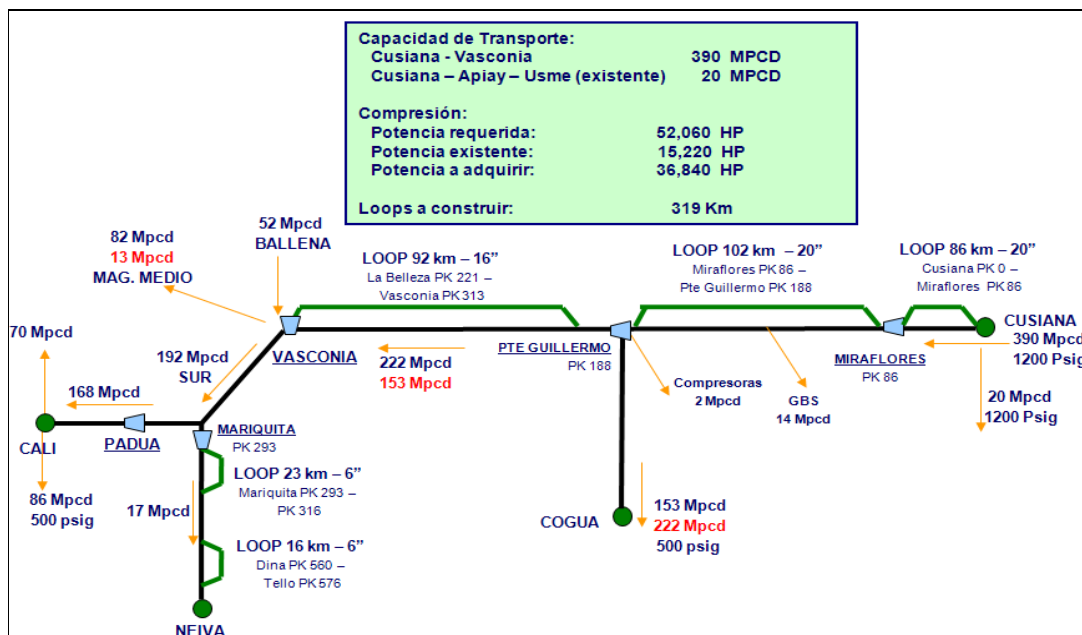 Capacidad de Transporte:
Cusiana - Vasconia 390 MPCD
Cusiana – Apiay – Usme (existente) 20 MPCD
Compresión:
Potencia requerida: 52,060 HP
Potencia existente: 15,220 HP
Potencia a adquirir: 36,840 HP
Loops a construir: 319 Km
82 Mpcd
13 Mpcd
MAG. MEDIO
52 Mpcd
BALLENA
LOOP 92 km – 16”
La Belleza PK 221 –
Vasconia PK 313
LOOP 102 km – 20”
Miraflores PK 86 –
Pte Guillermo PK 188
LOOP 86 km – 20”
Cusiana PK 0 –
Miraflores PK 86
CUSIANA
390 Mpcd
1200 Psig
20 Mpcd
1200 Psig
MIRAFLORES
PK 86
GBS
14 Mpcd
Compresoras
2 Mpcd
PTE GUILLERMO
PK 188
222 Mpcd
153 Mpcd
VASCONIA
192 Mpcd
SUR
70 Mpcd
168 Mpcd
CALI
PADUA
86 Mpcd
500 psig
MARIQUITA
PK 293
LOOP 23 km – 6”
Mariquita PK 293 –
PK 316
17 Mpcd
LOOP 16 km – 6”
Dina PK 560 –
Tello PK 576
NEIVA
COGUA
153 Mpcd
222 Mpcd
500 psig